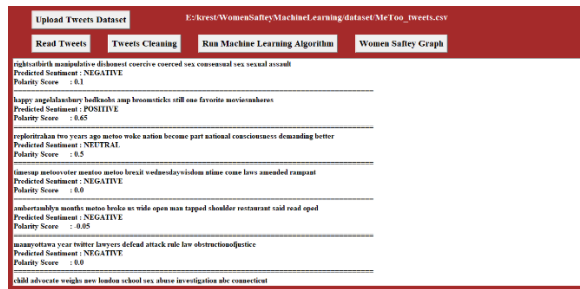 Upload Tweets Dataset
E:/krest/WomenSafteyMachineLearning/dataset/MeToo_tweets.csv
Read Tweets
Tweets Cleaning
Run Machine Learning Algorithm
Women Saftey Graph
rightsatbirth manipulative dishonest coercive coerced sex consensual sex sexual assault
Predicted Sentiment : NEGATIVE
Polarity Score : 0.1
happy angelalansbury bedknobs amp broomsticks still one favorite moviesmheros
Predicted Sentiment : POSITIVE
Polarity Score : 0.65
reploritrahan two years ago metoo woke nation become part national consciousness demanding better
Predicted Sentiment : NEUTRAL
Polarity Score : 0.5
timesup metoovoter mentoo metoo brexit wednesdaywisdom ntime come laws amended rampant
Predicted Sentiment : NEGATIVE
Polarity Score : 0.0
ambertamblyn months metoo broke us wide open man tapped shoulder restaurant said read oped
Predicted Sentiment : NEGATIVE
Polarity Score : -0.05
mannyottawa year twitter lawyers defend attack rule law obstructionofjustice
Predicted Sentiment : NEGATIVE
Polarity Score : 0.0
child advocate weighs new london school sex abuse investigation nbc connecticut